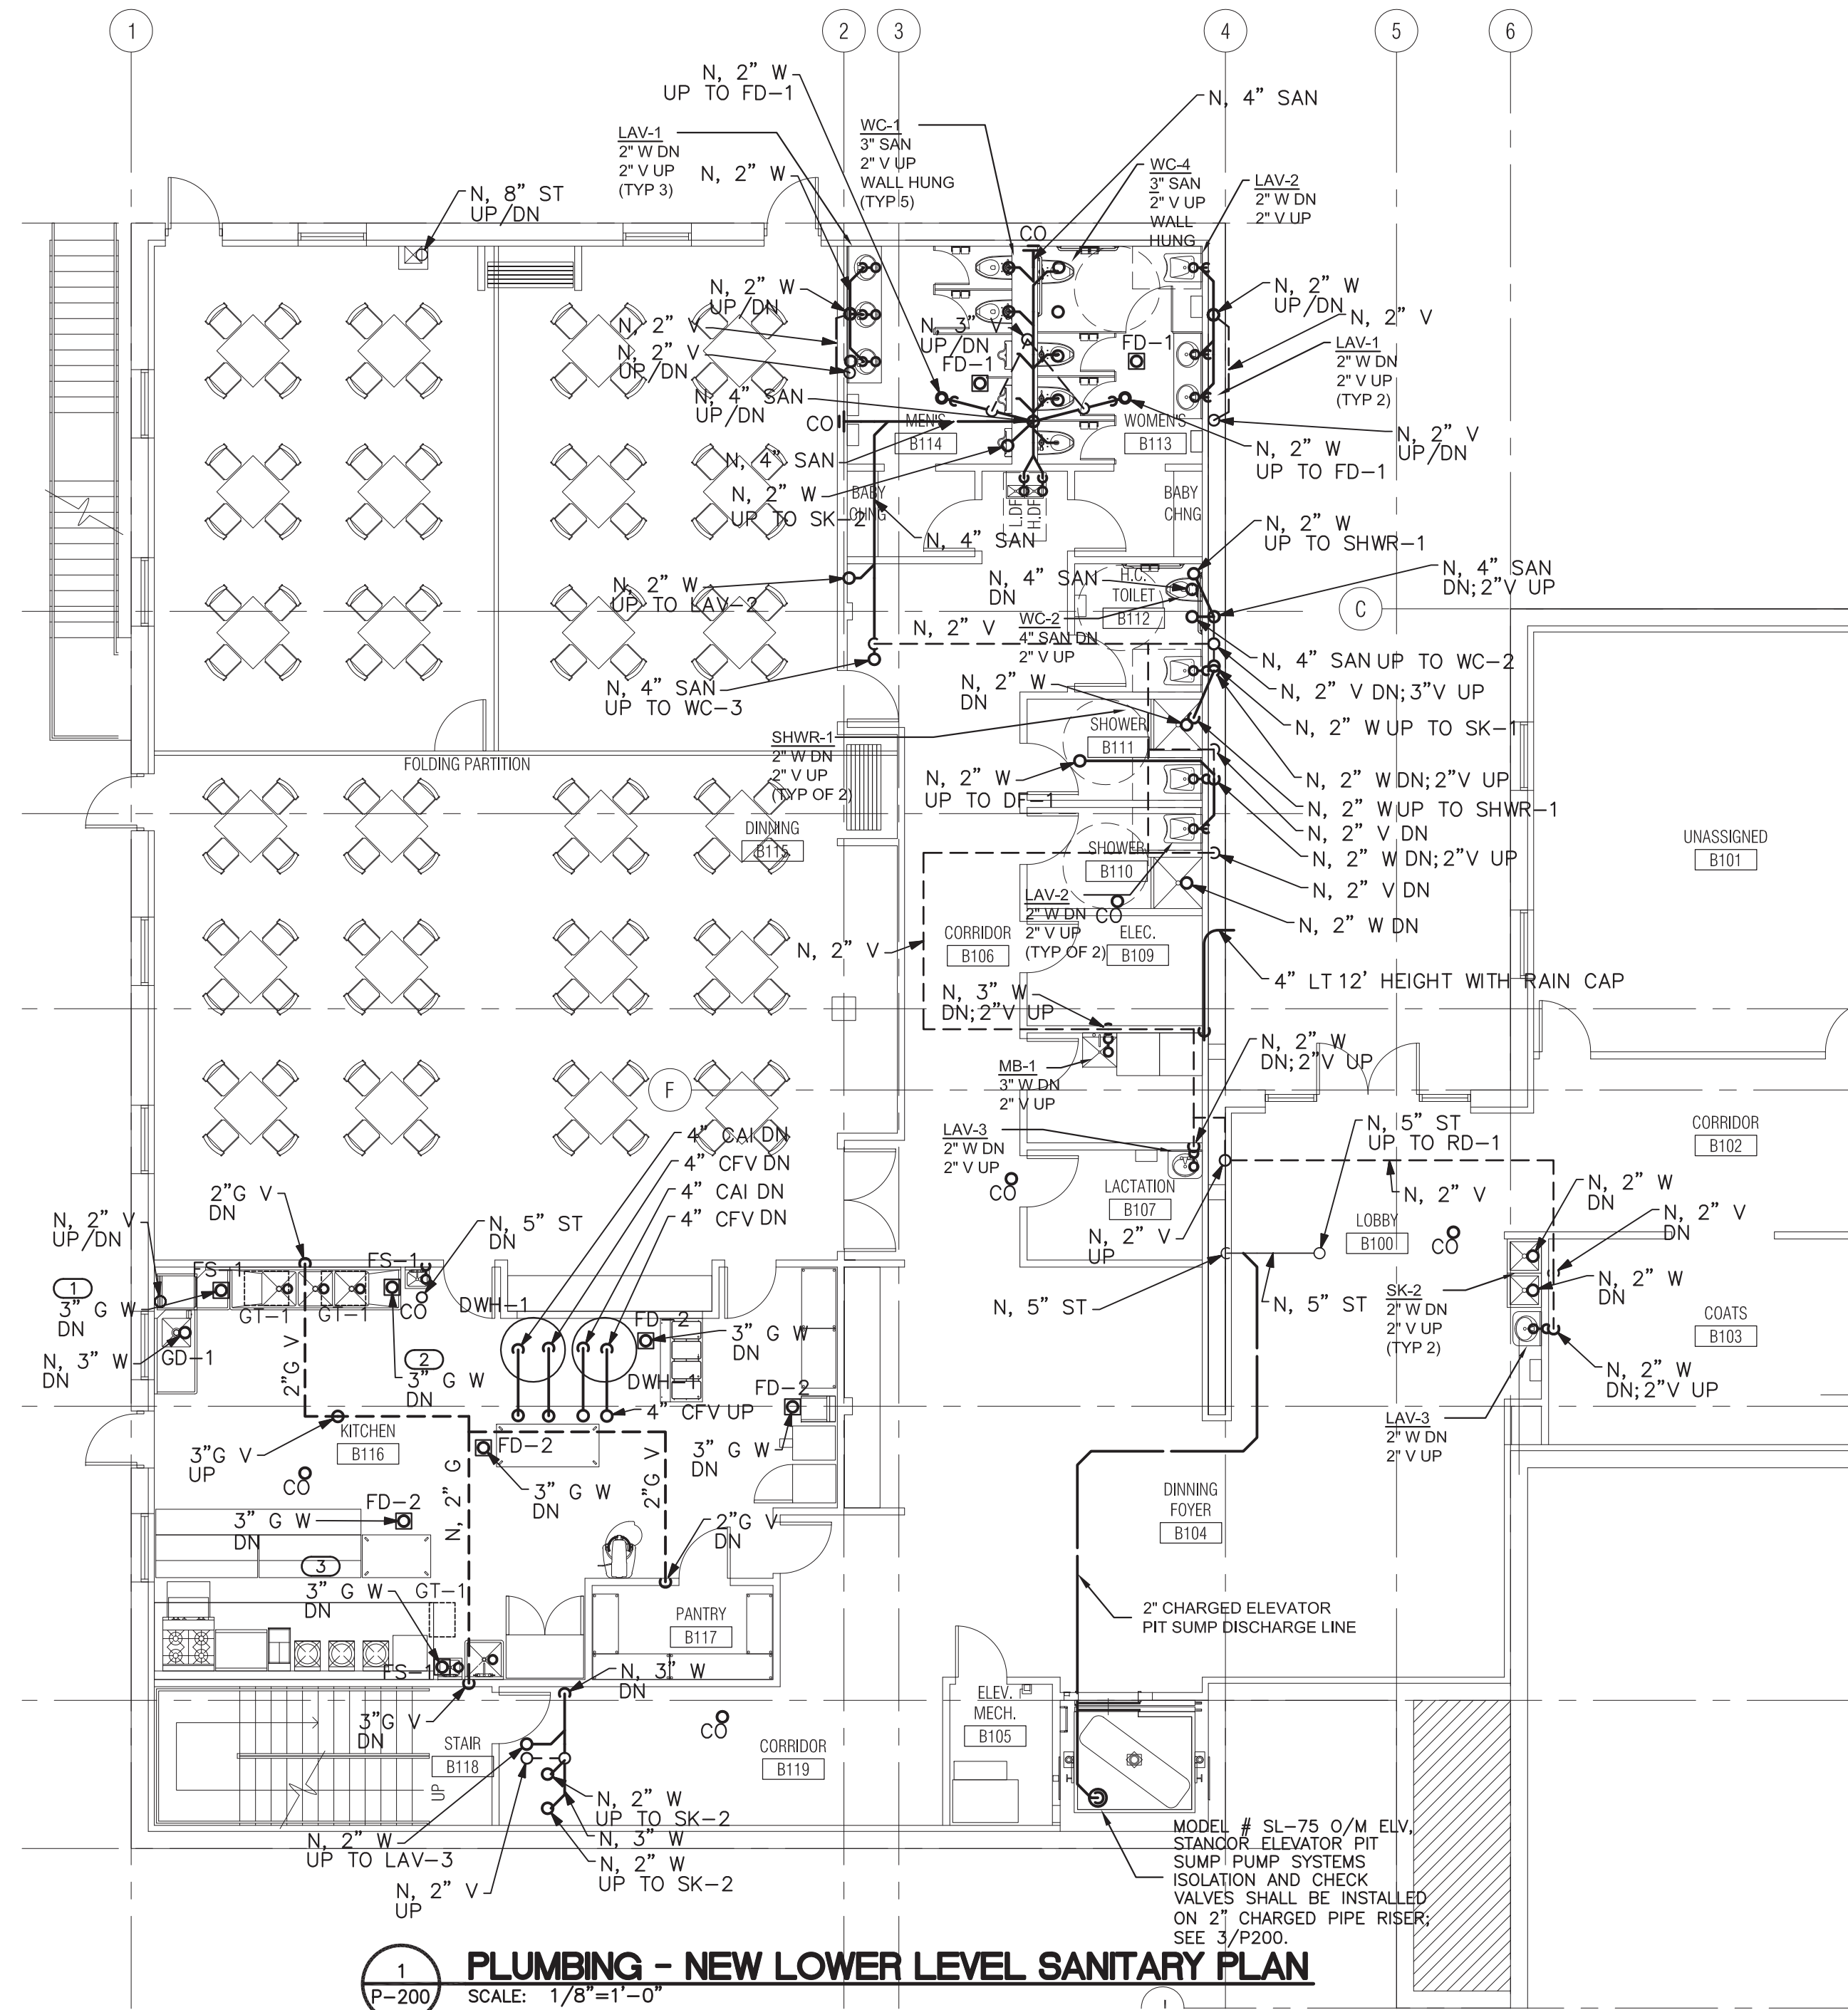 1
2
3
4
5
6
N, 2” W
UP TO FD-1
N, 4” SAN
LAV-1
2" W DN
2" V UP
(TYP 3)
N, 2” W
WC-1
3" SAN
2" V UP
WALL HUNG
(TYP 5)
WC-4
3" SAN
2" V UP
WALL
HUNG
LAV-2
2" W DN
2" V UP
N, 8” ST
UP/DN
CO
N, 2” W
UP/DN
N, 2” V
N, 2” V
UP/DN
N, 3” V
UP/DN
FD-1
FD-1
N, 2” W
UP/DN
N, 2” V
LAV-1
2" W DN
2" V UP
(TYP 2)
N, 4” SAN
UP/DN
CO
MEN'S
B114
WOMEN'S
B113
N, 2” V
UP/DN
N, 2” W
UP TO FD-1
N, 4” SAN
N, 2” W
UP TO SK-2
BABY
CHNG
L.DF
H.DF
BABY
CHNG
N, 4” SAN
N, 2” W
UP TO SHWR-1
N, 2” W
UP TO LAV-2
N, 4” SAN
DN
H.C.
TOILET
B112
N, 4” SAN
DN; 2”V UP
C
WC-2
4" SAN DN
2" V UP
N, 2” V
N, 4” SAN UP TO WC-2
N, 4” SAN
UP TO WC-3
N, 2” W
DN
N, 2” V DN; 3”V UP
N, 2” W UP TO SK-1
SHOWER
B111
SHWR-1
2" W DN
2" V UP
(TYP OF 2)
FOLDING PARTITION
N, 2” W
UP TO DF-1
N, 2” W DN; 2”V UP
N, 2” W UP TO SHWR-1
N, 2” V DN
N, 2” W DN; 2”V UP
N, 2” V DN
N, 2” W DN
DINNING
B115
UNASSIGNED
B101
SHOWER
B110
LAV-2
2" W DN
2" V UP
(TYP OF 2)
CO
CORRIDOR
B106
ELEC.
B109
N, 2” V
4” LT 12’ HEIGHT WITH RAIN CAP
N, 3” W
DN; 2”V UP
N, 2” W
DN; 2”V UP
MB-1
3" W DN
2" V UP
F
LAV-3
2" W DN
2" V UP
CO
LACTATION
B107
N, 5” ST
UP TO RD-1
CORRIDOR
B102
4” CAI DN
4” CFV DN
4” CAI DN
4” CFV DN
N, 2” V
N, 2” W
DN
N, 2” V
DN
2”G V
DN
N, 2” V
UP/DN
N, 5” ST
DN
LOBBY
B100
CO
N, 2” V
UP
N, 2” W
DN
1
3” G W
DN
FS-1
FS-1
GT-1
GT-1
CO
DWH-1
FD-2
3” G W
DN
N, 5” ST
N, 5” ST
SK-2
2" W DN
2" V UP
(TYP 2)
COATS
B103
N, 3” W
DN
GD-1
2”G V
2
3” G W
DN
DWH-1
FD-2
N, 2” W
DN; 2”V UP
4” CFV UP
LAV-3
2" W DN
2" V UP
3”G V
UP
KITCHEN
B116
FD-2
3” G W
DN
CO
N, 2” G
3” G W
DN
2”G V
FD-2
3” G W
DN
2”G V
DN
DINNING
FOYER
B104
3
3” G W
DN
GT-1
PANTRY
B117
2" CHARGED ELEVATOR
PIT SUMP DISCHARGE LINE
FS-1
N, 3” W
DN
3”G V
DN
STAIR
B118
UP
CO
CORRIDOR
B119
ELEV.
MECH.
B105
N, 2” W
UP TO SK-2
N, 3” W
N, 2” W
UP TO SK-2
N, 2” W
UP TO LAV-3
N, 2” V
UP
MODEL # SL-75 O/M ELV,
STANCOR ELEVATOR PIT
SUMP PUMP SYSTEMS
ISOLATION AND CHECK
VALVES SHALL BE INSTALLED
ON 2” CHARGED PIPE RISER;
SEE 3/P200.
1
P-200
PLUMBING - NEW LOWER LEVEL SANITARY PLAN
SCALE: 1/8”=1’-0”